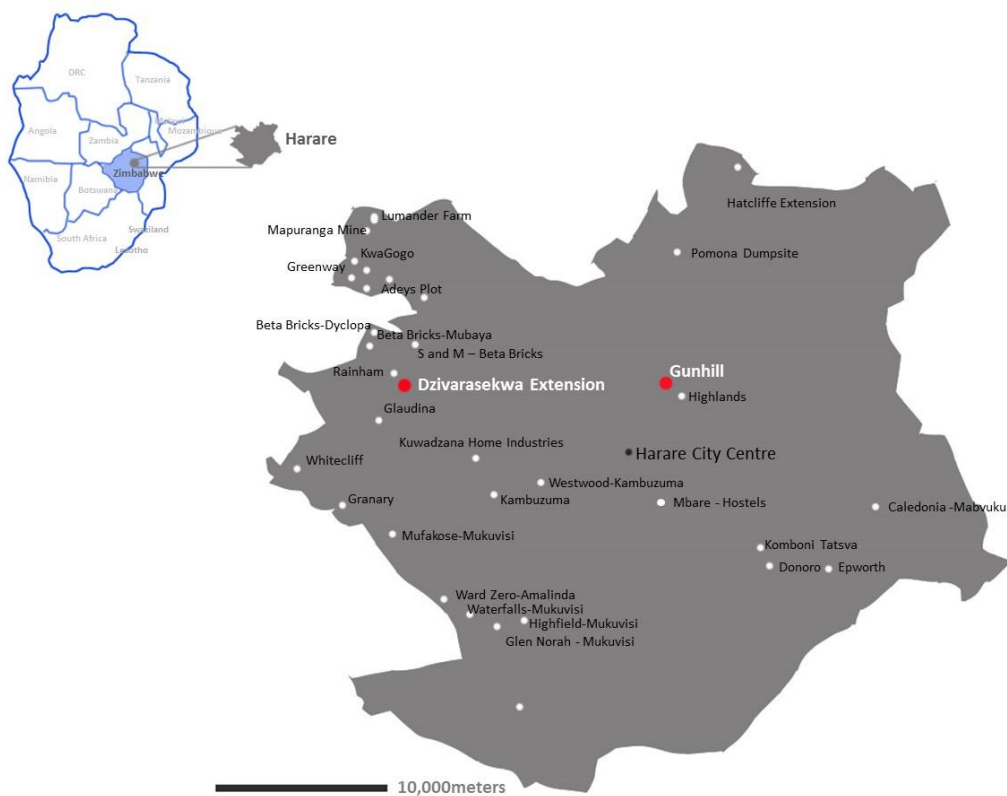 DRC
Tanzania
Angola
Malawi
Mozambique
Zambia
Zimbabwe
Namibia
Botswana
Swaziland
South Africa
Lesotho
Harare
Hatcliffe Extension
Lumander Farm
Mapuranga Mine
KwaGogo
Pomona Dumpsite
Greenway
Adeys Plot
Beta Bricks-Dyclopa
Beta Bricks-Mubaya
S and M – Beta Bricks
Rainham
Gunhill
Dzivarasekwa Extension
Highlands
Glaudina
Kuwadzana Home Industries
Harare City Centre
Whitecliff
Westwood-Kambuzuma
Granary
Kambuzuma
Mbare - Hostels
Caledonia -Mabvuku
Mufakose-Mukuvisi
Komboni Tatsva
Donoro
Epworth
Ward Zero-Amalinda
Waterfalls-Mukuvisi
Highfield-Mukuvisi
Glen Norah - Mukuvisi
10,000meters